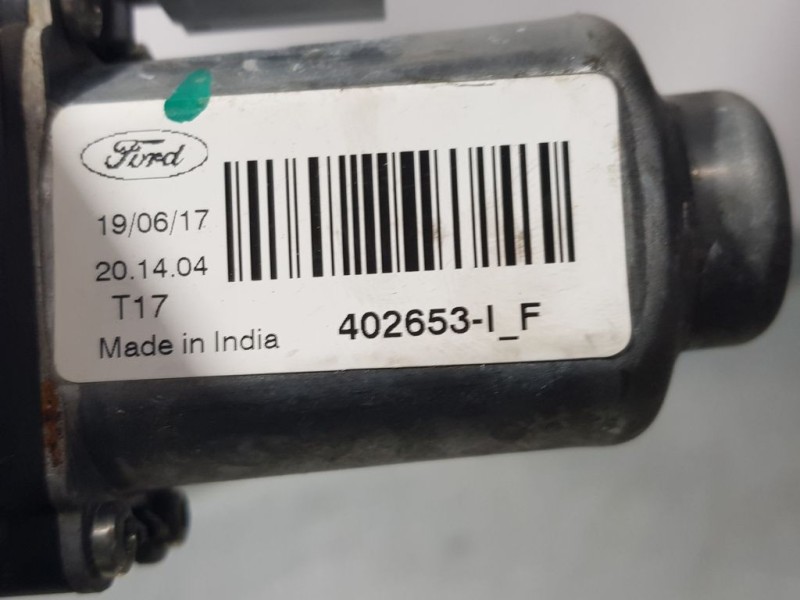 Ford
19/06/17
20.14.04
T17
Made in India
402653-I_F